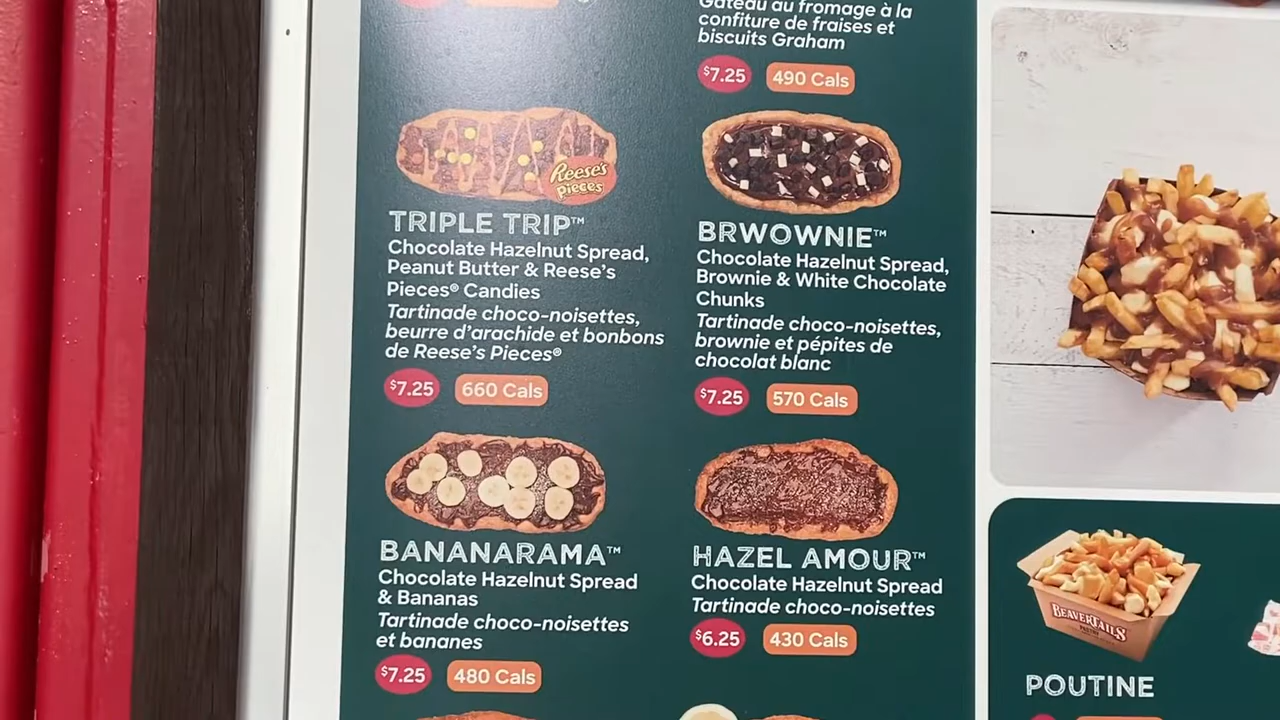 Gâteau au fromage à la
confiture de fraises et
biscuits Graham
$7.25 490 Cals
REESE'S
PIECES
TRIPLE TRIP™
Chocolate Hazelnut Spread,
Peanut Butter & Reese's
Pieces® Candies
Tartinade choco-noisettes,
beurre d'arachide et bonbons
de Reese's Pieces®
$7.25 660 Cals
BRWOWNIE™
Chocolate Hazelnut Spread,
Brownie & White Chocolate
Chunks
Tartinade choco-noisettes,
brownie et pépites de
chocolat blanc
$7.25 570 Cals
BANANARAMA™
Chocolate Hazelnut Spread
& Bananas
Tartinade choco-noisettes
et bananes
$7.25 480 Cals
HAZEL AMOUR™
Chocolate Hazelnut Spread
Tartinade choco-noisettes
$6.25 430 Cals
BEAVERTAILS
PASTRY
POUTINE